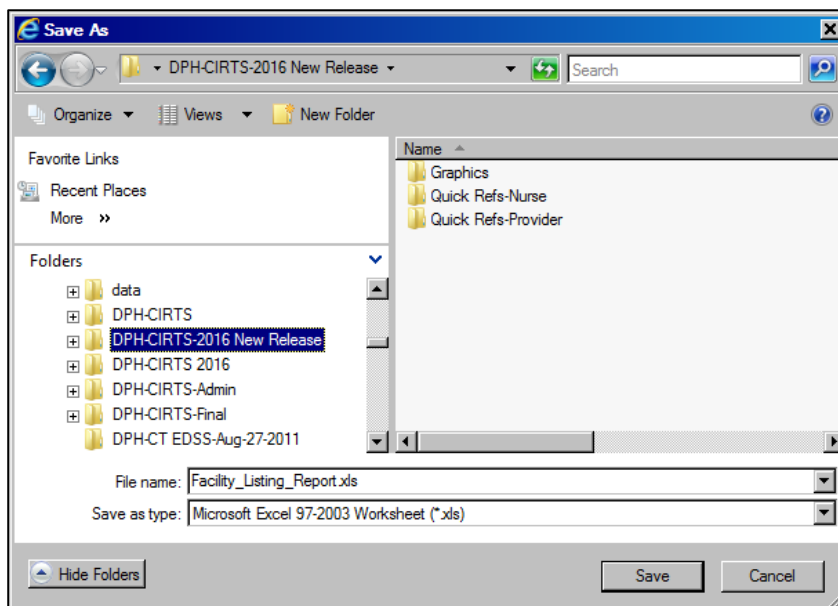 Save As
DPH-CIRTS-2016 New Release
Search
Organize Views New Folder
Favorite Links
Recent Places
More »
Folders
data
DPH-CIRTS
DPH-CIRTS-2016 New Release
DPH-CIRTS 2016
DPH-CIRTS-Admin
DPH-CIRTS-Final
DPH-CT EDSS-Aug-27-2011
Name
Graphics
Quick Refs-Nurse
Quick Refs-Provider
File name: Facility_Listing_Report.xls
Save as type: Microsoft Excel 97-2003 Worksheet (*.xls)
Hide Folders Save Cancel